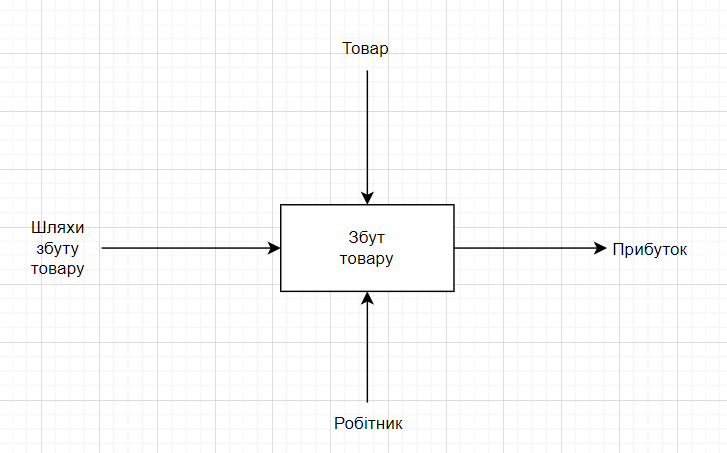 Товар
Шляхи
збуту
товару
Збут
товару
Прибуток
Робітник